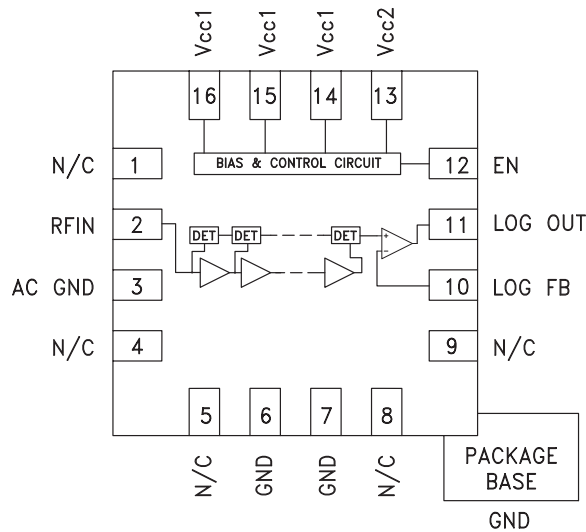 Vcc1 Vcc1 Vcc1 Vcc2
16 15 14 13
BIAS & CONTROL CIRCUIT
N/C 1
12 EN
RFIN 2
DET DET DET
+
-
11 LOG OUT
AC GND 3
10 LOG FB
N/C 4
9 N/C
5 6 7 8
N/C GND GND N/C
PACKAGE
BASE
GND